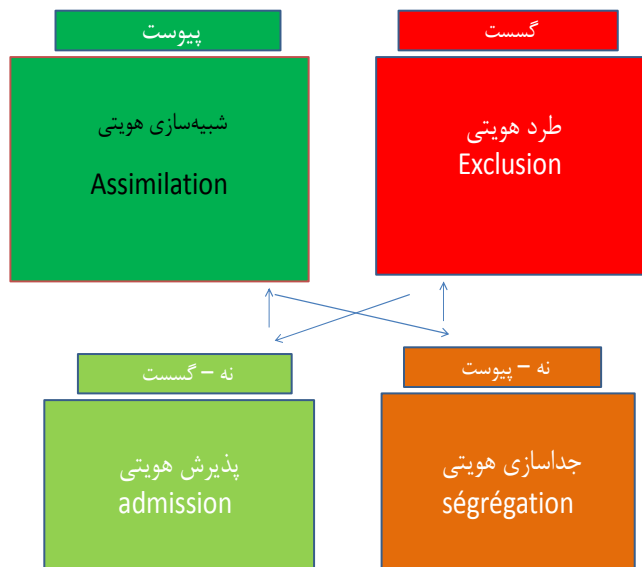 گسست
طرد هویتی
Exclusion
پیوست
شبیه‌سازی هویتی
Assimilation
نه – پیوست
جداسازی هویتی
ségrégation
نه – گسست
پذیرش هویتی
admission